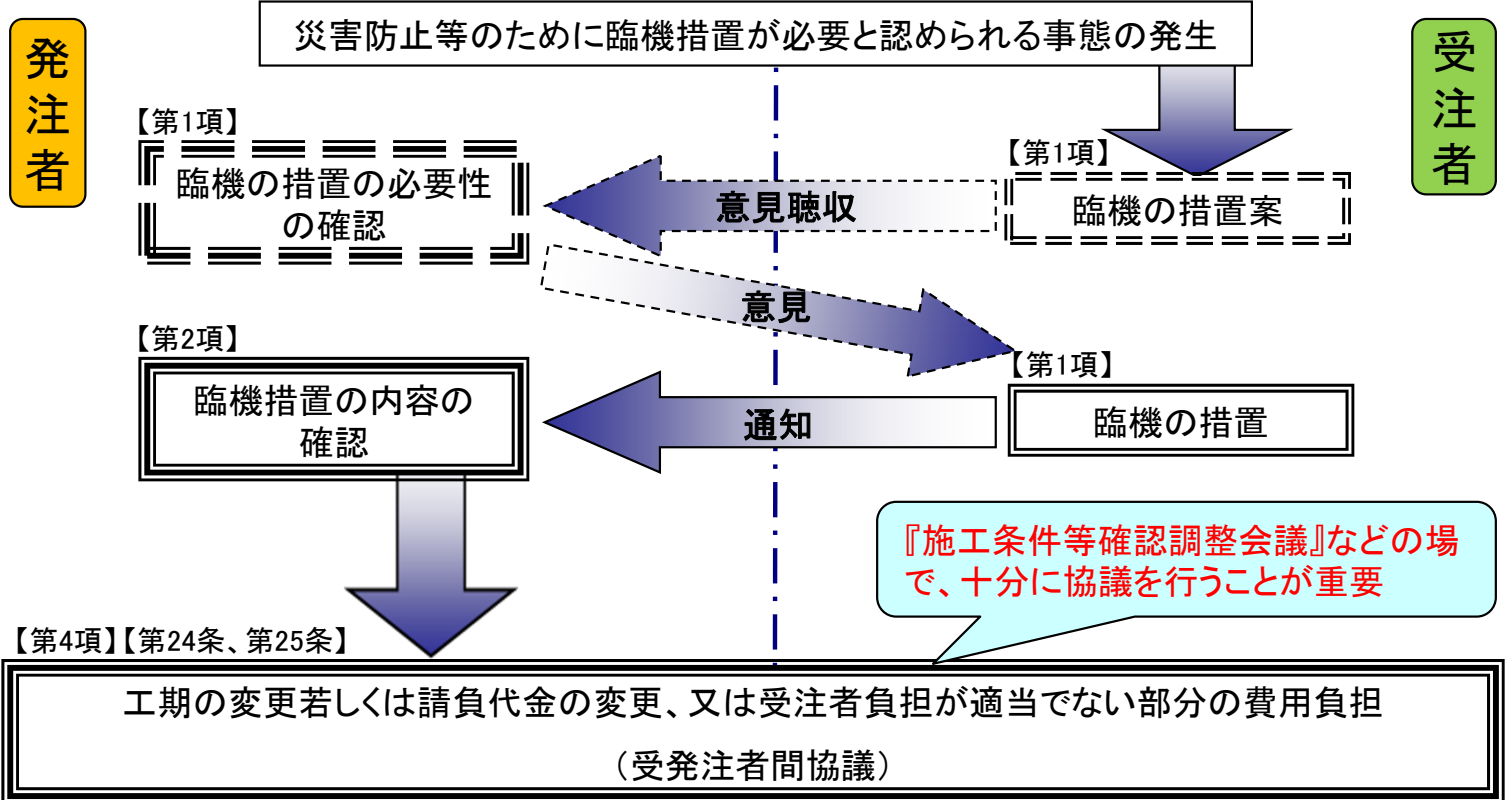 災害防止等のために臨機措置が必要と認められる事態の発生
発注者
受注者
【第1項】
臨機の措置の必要性
の確認
意見聴収
【第1項】
臨機の措置案
意見
【第2項】
臨機措置の内容の
確認
通知
【第1項】
臨機の措置
『施工条件等確認調整会議』などの場
で、十分に協議を行うことが重要
【第4項】【第24条、第25条】
工期の変更若しくは請負代金の変更、又は受注者負担が適当でない部分の費用負担
（受発注者間協議）